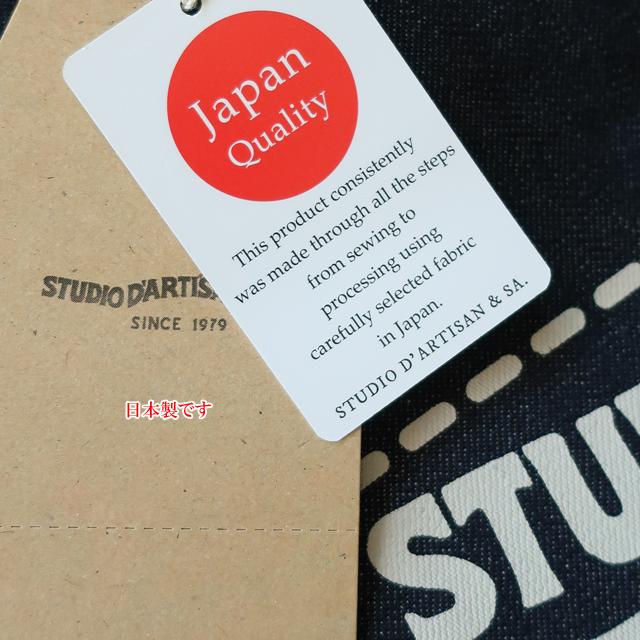 Japan
Quality
This product consistently
was made through all the steps
from sewing to
processing using
carefully selected fabric
in Japan.
STUDIO D'ARTISAN & SA.
STUDIO D'ARTIS
SINCE 1979
日本製です
STU